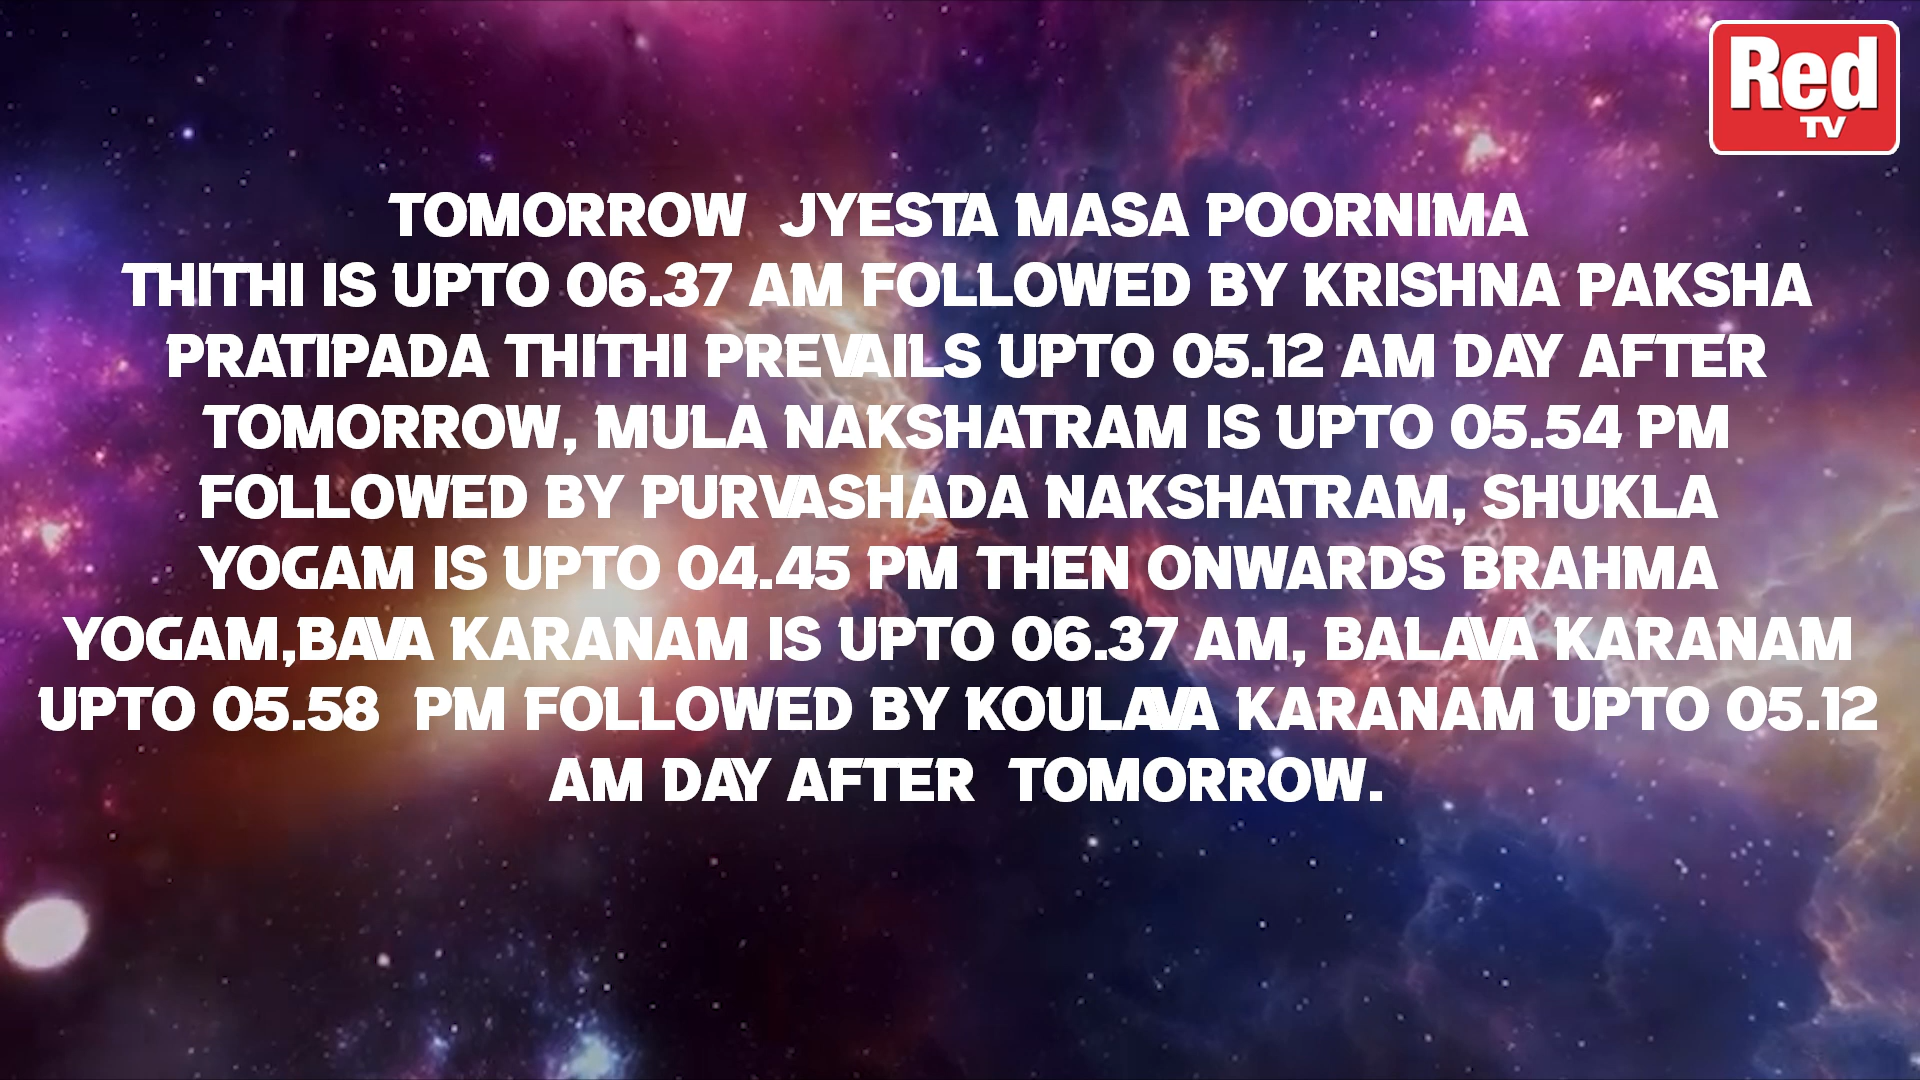 Red
TV
TOMORROW JYESTA MASA POORNIMA
THITHI IS UPTO 06.37 AM FOLLOWED BY KRISHNA PAKSHA
PRATIPADA THITHI PREVAILS UPTO 05.12 AM DAY AFTER
TOMORROW, MULA NAKSHATRAM IS UPTO 05.54 PM
FOLLOWED BY PURVASHADA NAKSHATRAM, SHUKLA
YOGAM IS UPTO 04.45 PM THEN ONWARDS BRAHMA
YOGAM,BAVA KARANAM IS UPTO 06.37 AM, BALAVA KARANAM
UPTO 05.58 PM FOLLOWED BY KOULAVA KARANAM UPTO 05.12
AM DAY AFTER TOMORROW.